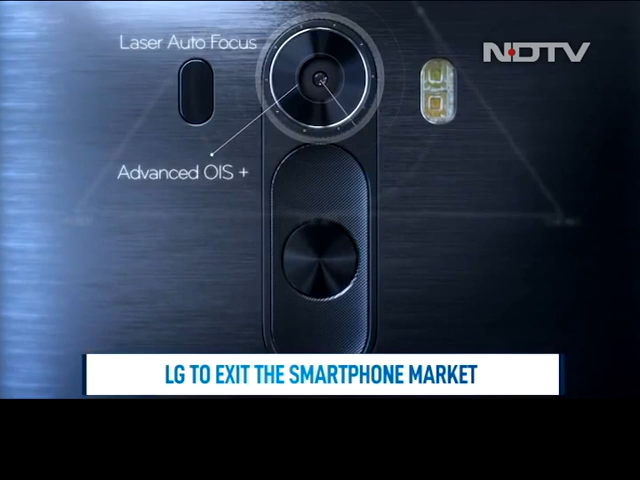 Laser Auto Focus
NDTV
Advanced OIS +
LG TO EXIT THE SMARTPHONE MARKET